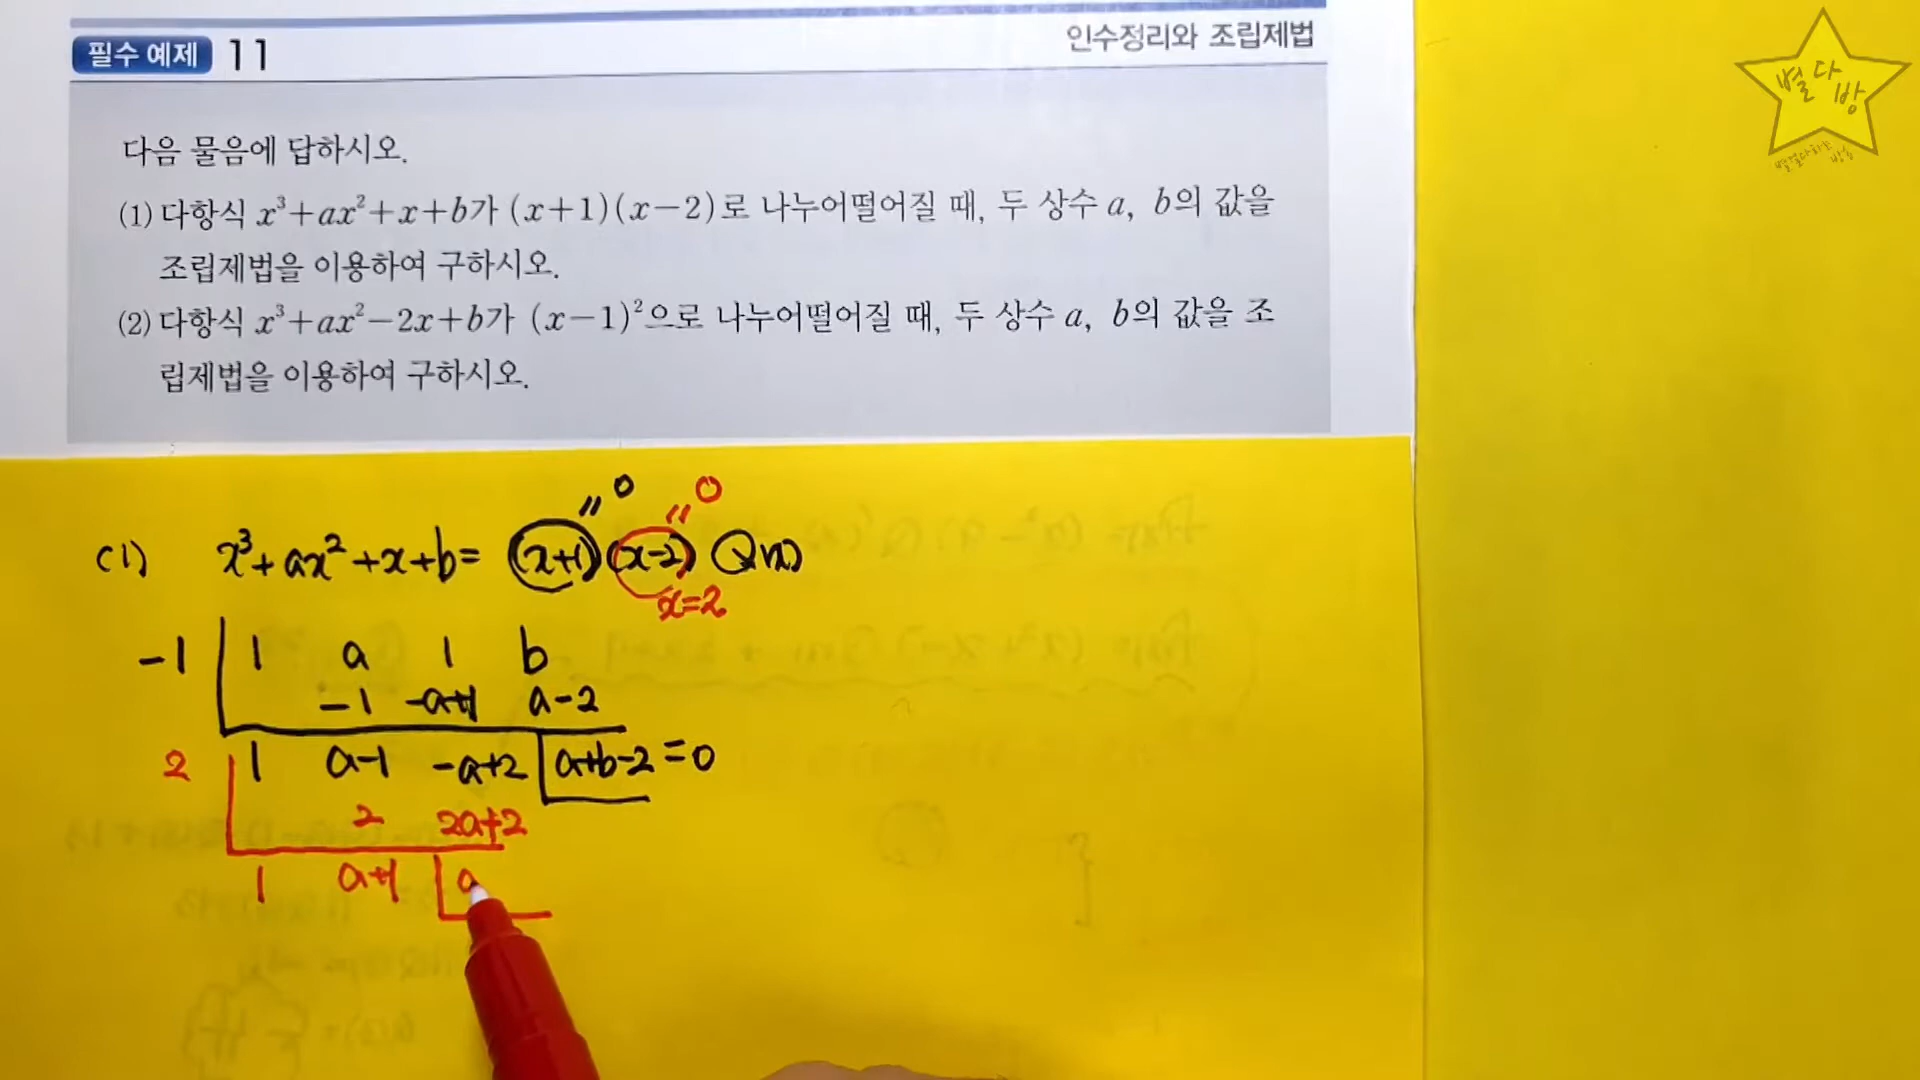 필수 예제 11
인수정리와 조립제법
별다방
다음 물음에 답하시오.
(1) 다항식 x³+ax²+x+b가 (x+1)(x−2)로 나누어떨어질 때, 두 상수 a, b의 값을
조립제법을 이용하여 구하시오.
(2) 다항식 x³+ax²−2x+b가 (x−1)²으로 나누어떨어질 때, 두 상수 a, b의 값을 조
립제법을 이용하여 구하시오.
〃 0 〃 0
(1) x³+ax²+x+b= (x+1)(x-2) Q(x)
x=2
-1 1 a 1 b
-1 -a+1 a-2
2 1 a-1 -a+2 a+b-2=0
2 2a+2
1 a+1 a